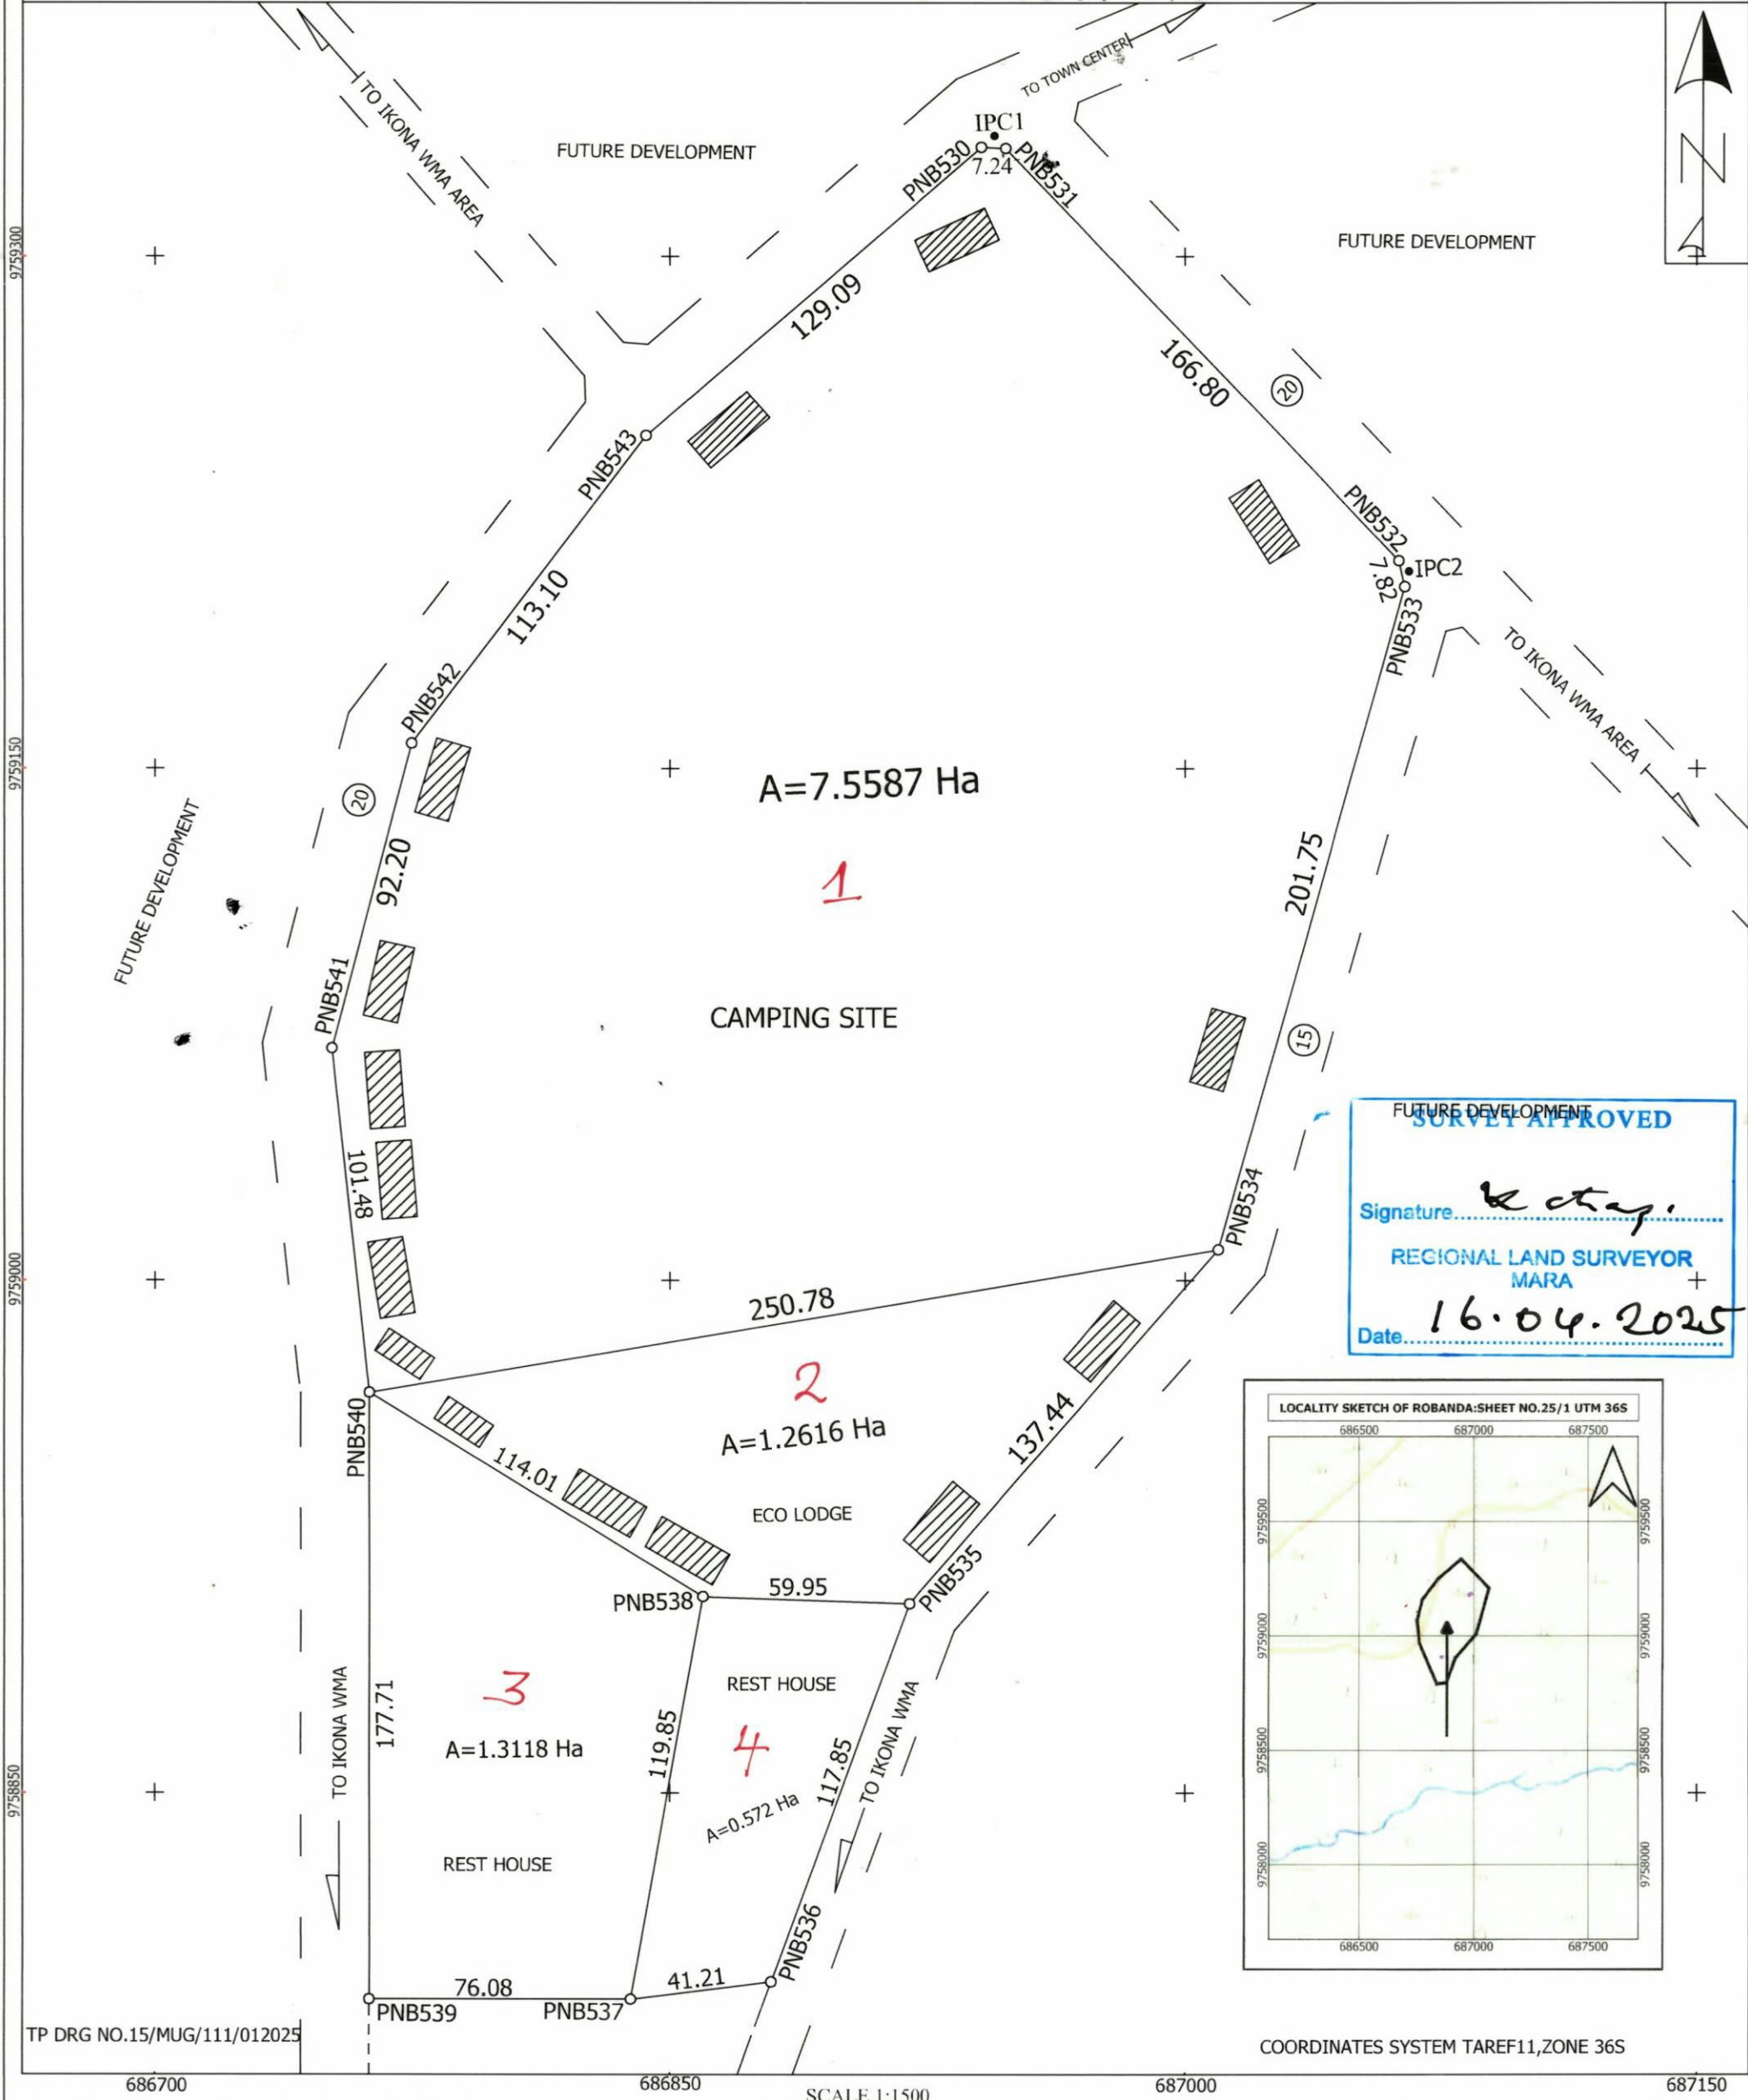 TO TOWN CENTER
TO IKONA WMA AREA
FUTURE DEVELOPMENT
IPC1
PNB530
7.24
PNB531
N
9759300
FUTURE DEVELOPMENT
129.09
166.80
20
PNB543
PNB532
IPC2
7.82
PNB533
113.10
TO IKONA WMA AREA
PNB542
9759150
A=7.5587 Ha
20
FUTURE DEVELOPMENT
92.20
1
201.75
PNB541
CAMPING SITE
15
FUTURE DEVELOPMENT
SURVEY APPROVED
101.48
PNB534
Signature
REGIONAL LAND SURVEYOR
MARA
9759000
250.78
Date 16.04.2025
2
PNB540
A=1.2616 Ha
137.44
114.01
ECO LODGE
LOCALITY SKETCH OF ROBANDA:SHEET NO.25/1 UTM 36S
686500 687000 687500
9759500 9759500
9759000 9759000
9758500 9758500
9758000 9758000
686500 687000 687500
59.95
PNB535
PNB538
REST HOUSE
3
TO IKONA WMA
177.71
119.85
4
A=1.3118 Ha
117.85
TO IKONA WMA
9758850
A=0.572 Ha
REST HOUSE
PNB536
76.08
41.21
PNB539
PNB537
TP DRG NO.15/MUG/111/012025
COORDINATES SYSTEM TAREF11,ZONE 36S
686700 686850 687000 687150
SCALE 1:1500